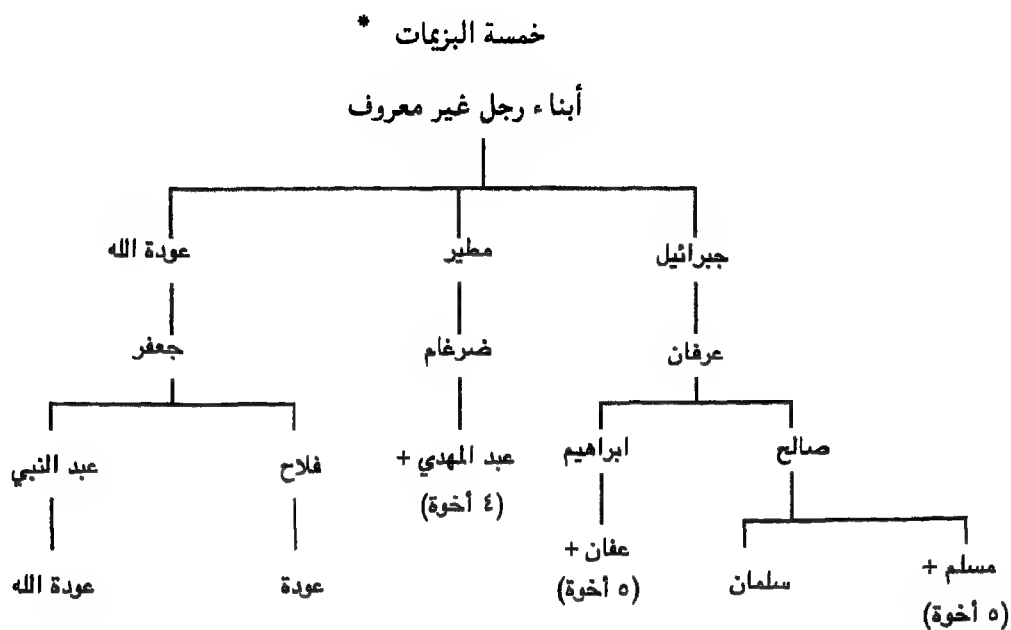 خمسة البزيمات *
أبناء رجل غير معروف
جبرائيل
مطير
عودة الله
عرفان
ضرغام
جعفر
صالح
ابراهيم
عبد المهدي +
(٤ أخوة)
فلاح
عبد النبي
مسلم +
(٥ أخوة)
سلمان
عفان +
(٥ أخوة)
عودة
عودة الله